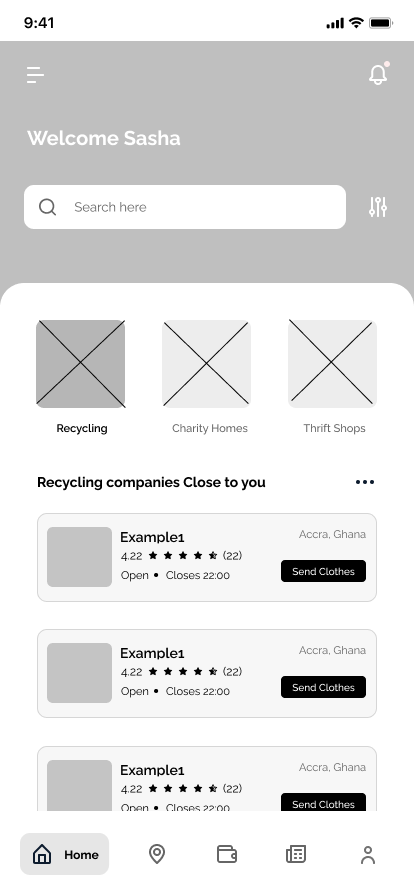 9:41
Welcome Sasha
Search here
Recycling
Charity Homes
Thrift Shops
Recycling companies Close to you
Example1
Accra, Ghana
4.22 ★ ★ ★ ★ ⯪ (22)
Open • Closes 22:00
Send Clothes
Example1
Accra, Ghana
4.22 ★ ★ ★ ★ ⯪ (22)
Open • Closes 22:00
Send Clothes
Example1
Accra, Ghana
4.22 ★ ★ ★ ★ ⯪ (22)
Open • Closes 22:00
Send Clothes
Home